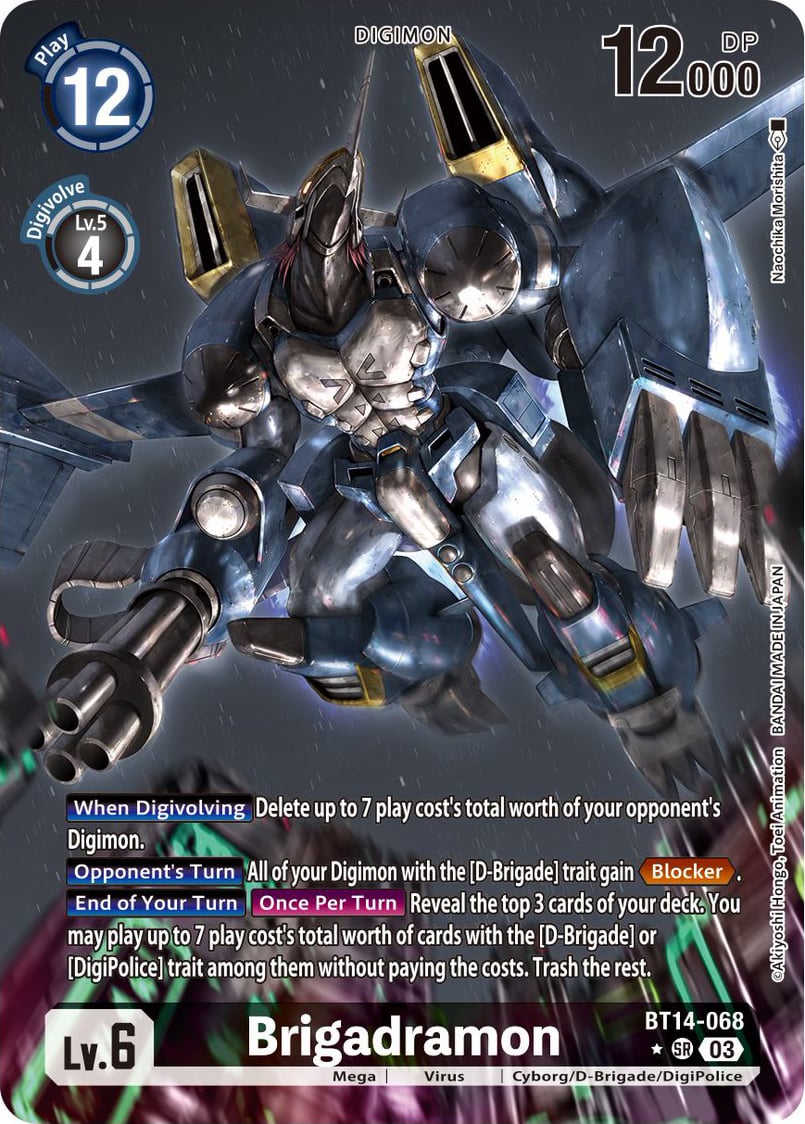 DIGIMON
Play
12
12000
DP
Digivolve
Lv.5
4
Naochika Morishita
BANDAI MADE IN JAPAN
©Akiyoshi Hongo, Toei Animation
When Digivolving Delete up to 7 play cost's total worth of your opponent's
Digimon.
Opponent's Turn All of your Digimon with the [D-Brigade] trait gain Blocker.
End of Your Turn Once Per Turn Reveal the top 3 cards of your deck. You
may play up to 7 play cost's total worth of cards with the [D-Brigade] or
[DigiPolice] trait among them without paying the costs. Trash the rest.
Lv.6
Brigadramon
BT14-068
SR 03
Mega | Virus | Cyborg/D-Brigade/DigiPolice